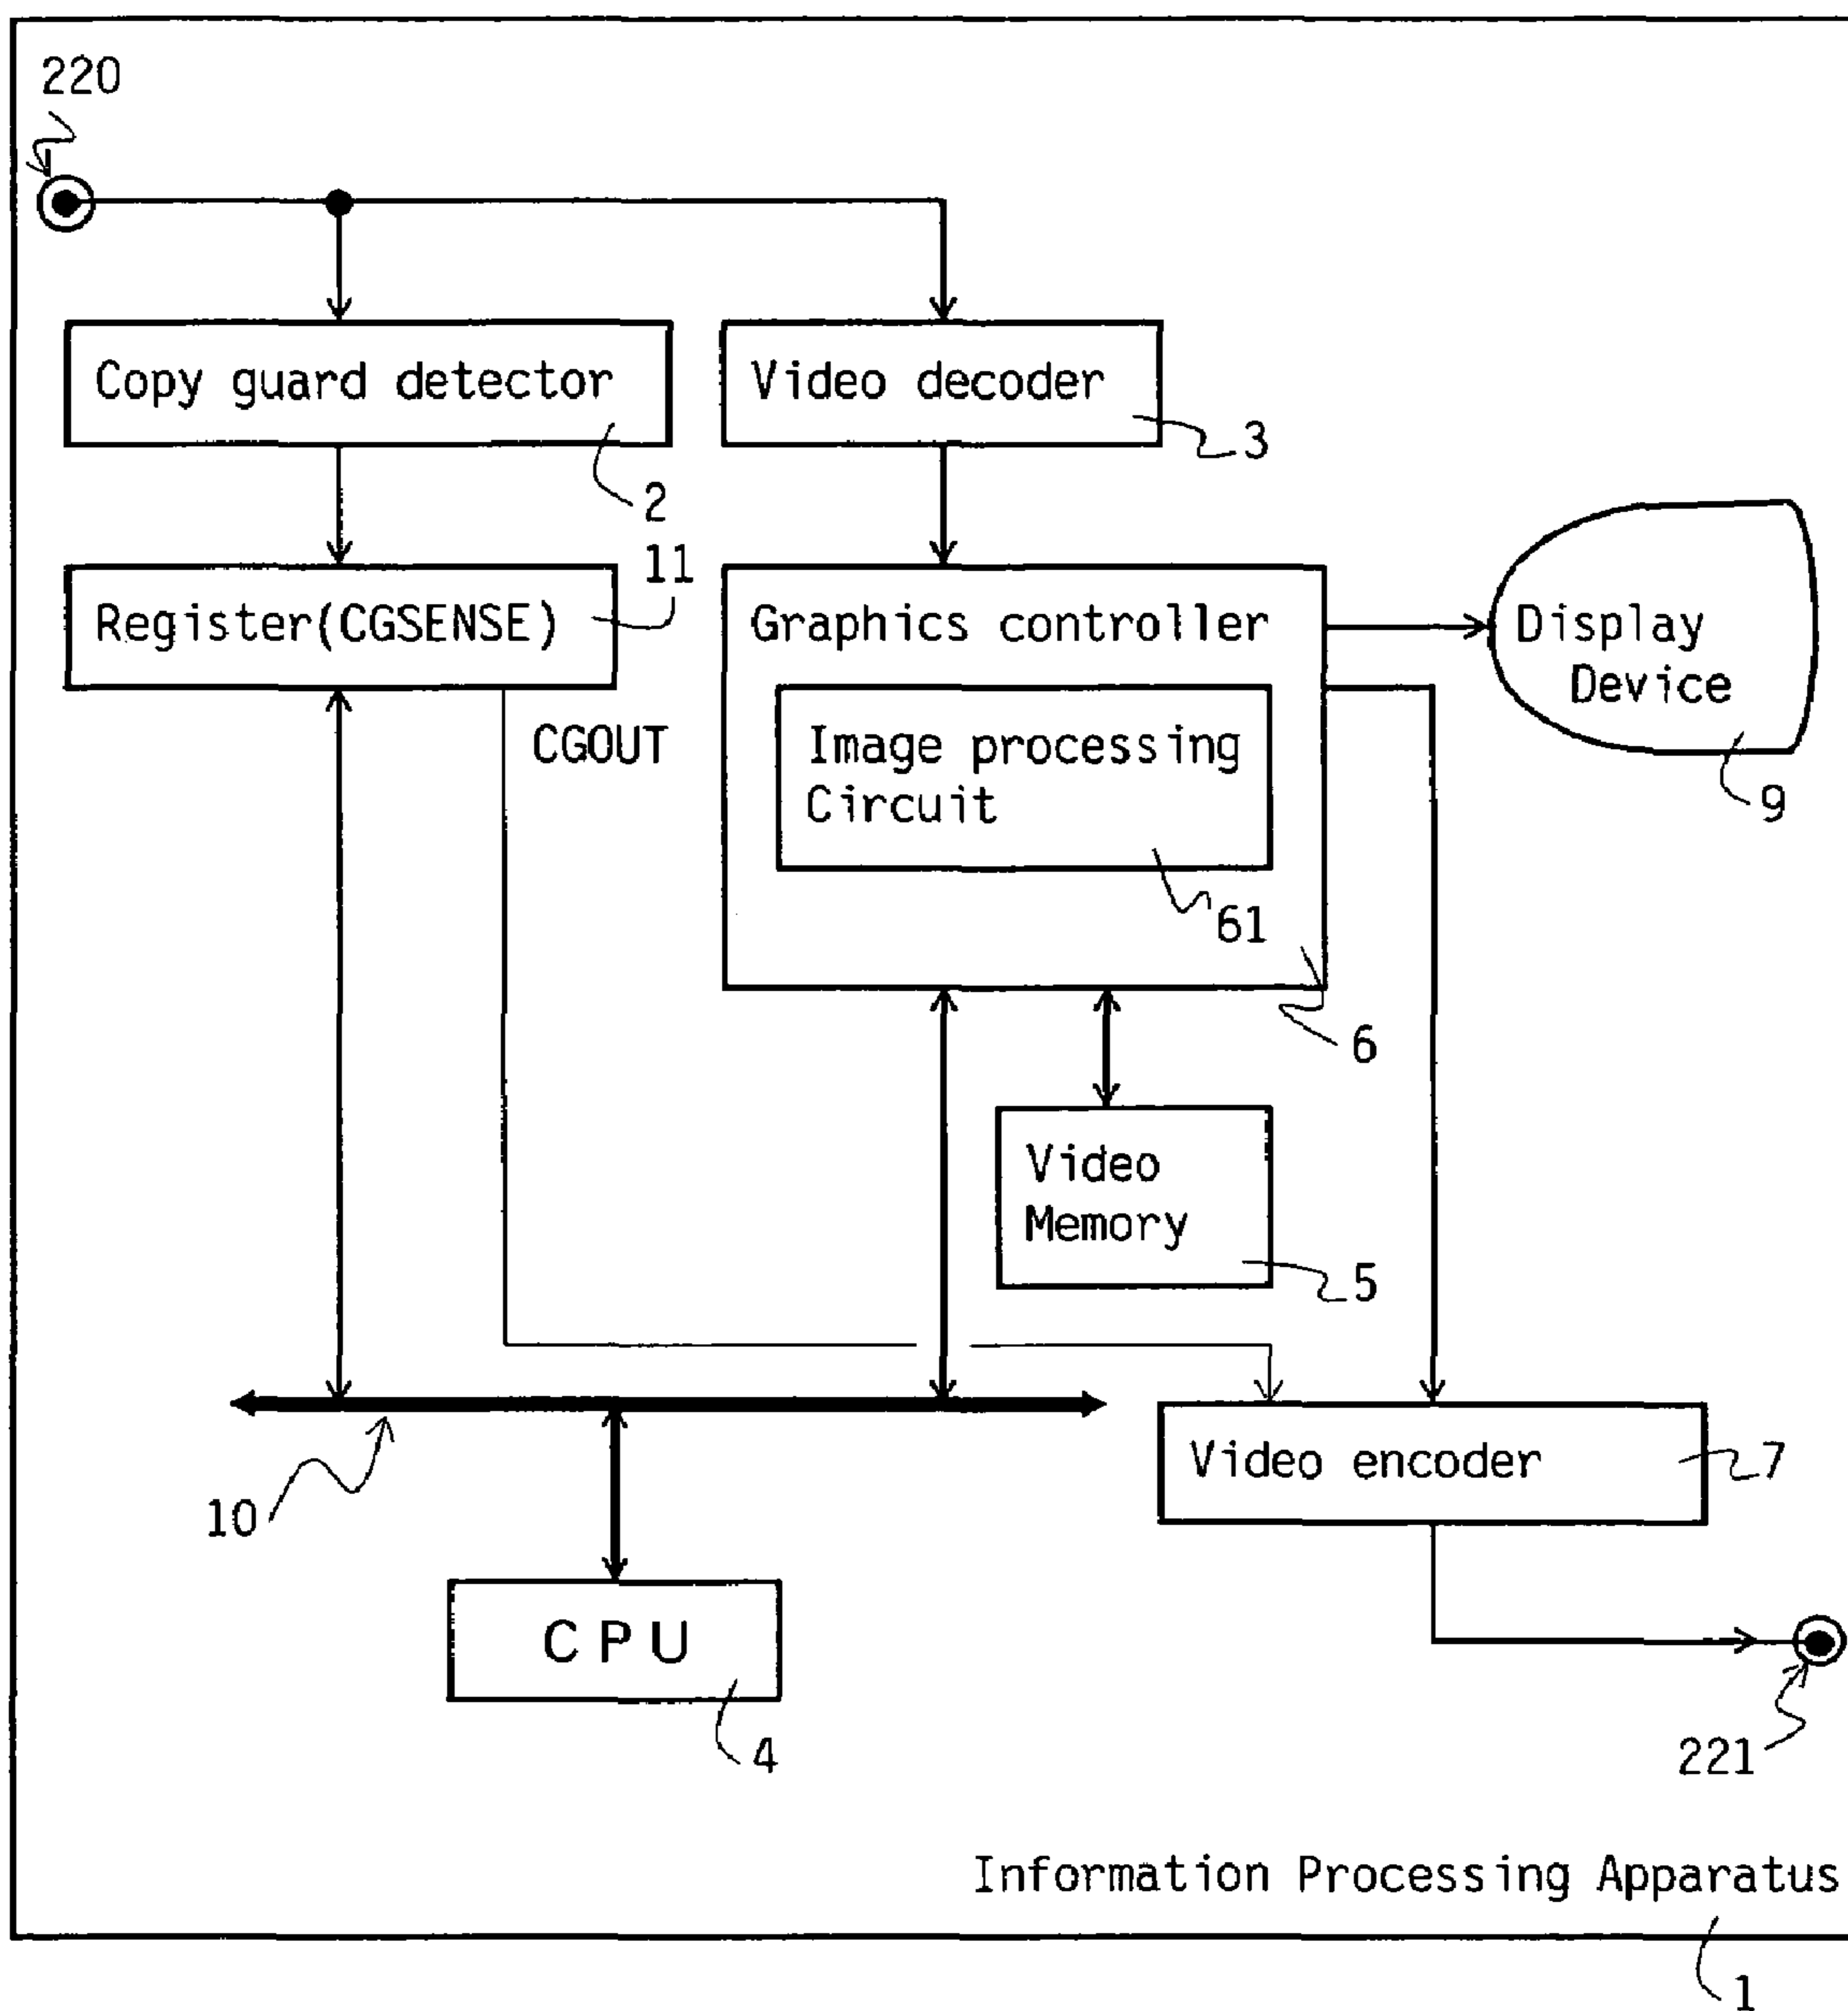 220
Copy guard detector
2
Video decoder
3
Register(CGSENSE)
11
Graphics controller
Display
Device
9
CGOUT
Image processing
Circuit
61
6
Video
Memory
5
10
Video encoder
7
CPU
4
221
Information Processing Apparatus
1